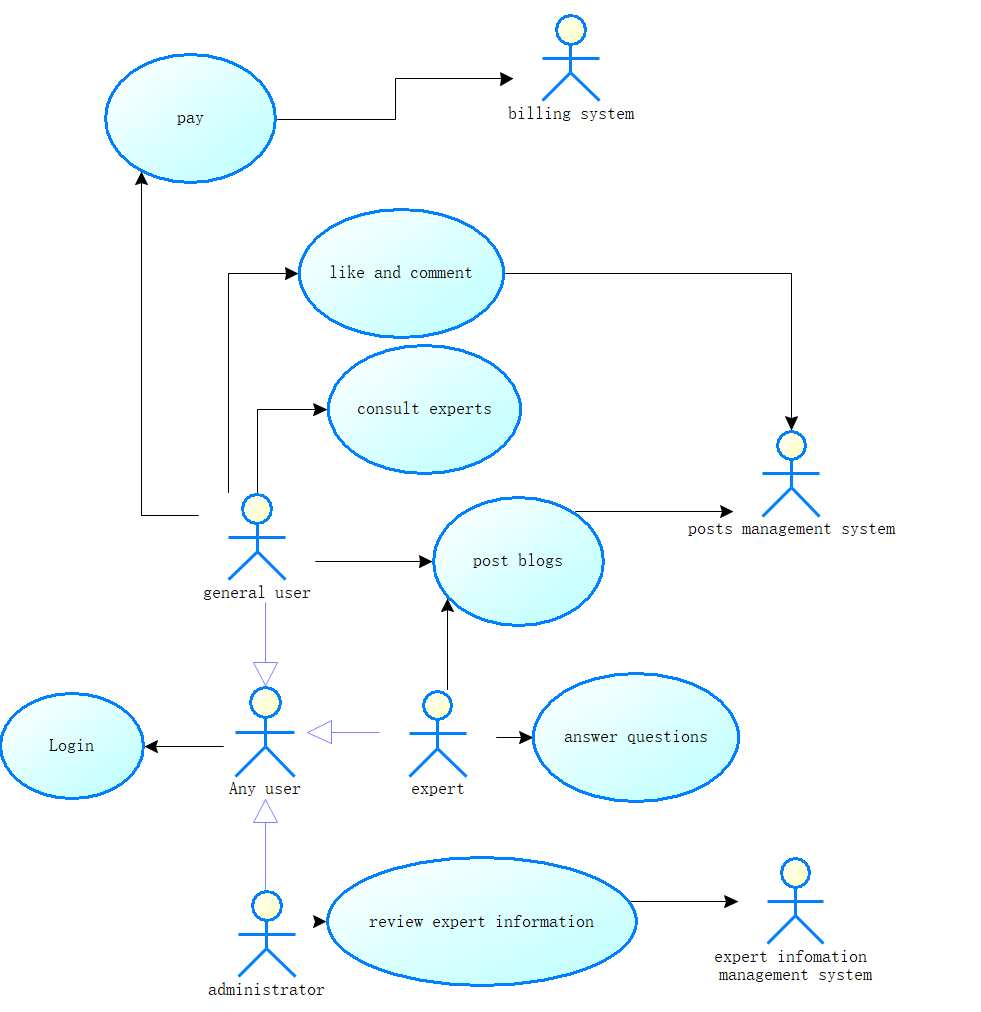 billing system
pay
like and comment
consult experts
posts management system
post blogs
general user
answer questions
Login
Any user
expert
review expert information
expert infomation
management system
administrator